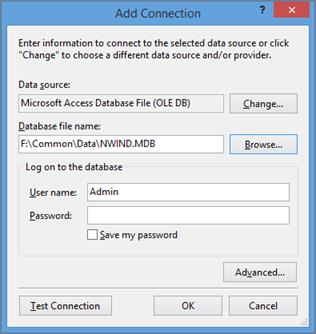 Add Connection
?
Enter information to connect to the selected data source or click
"Change" to choose a different data source and/or provider.
Data source:
Microsoft Access Database File (OLE DB)
Change...
Database file name:
F:\Common\Data\NWIND.MDB
Browse...
Log on to the database
User name:
Admin
Password:
Save my password
Advanced...
Test Connection
OK
Cancel